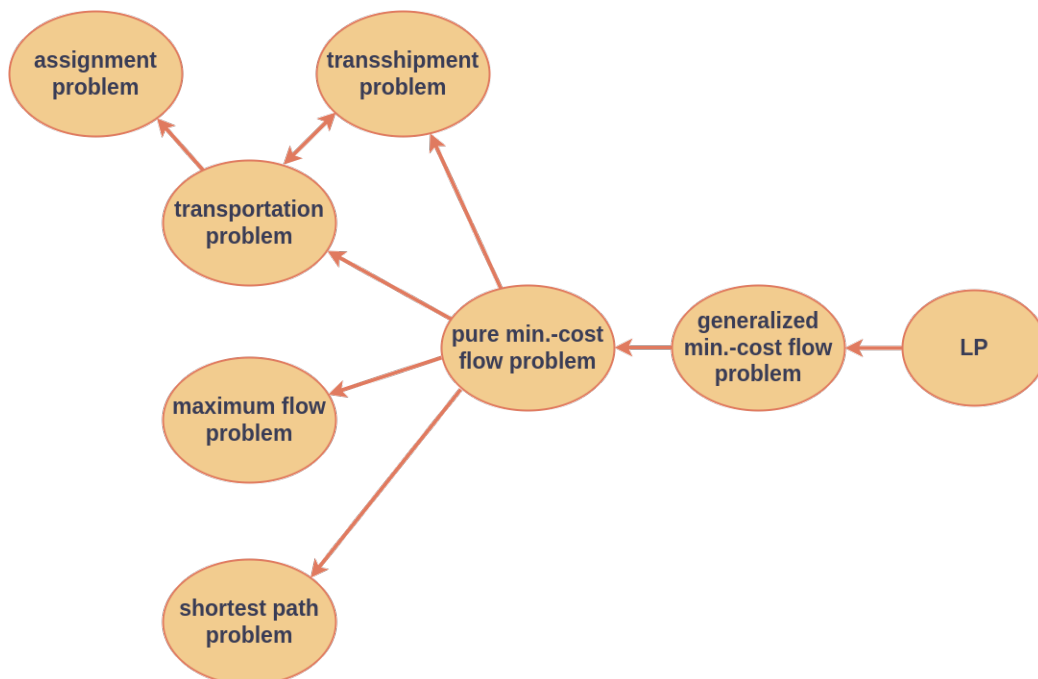 assignment
problem
transshipment
problem
transportation
problem
pure min.-cost
flow problem
generalized
min.-cost flow
problem
LP
maximum flow
problem
shortest path
problem